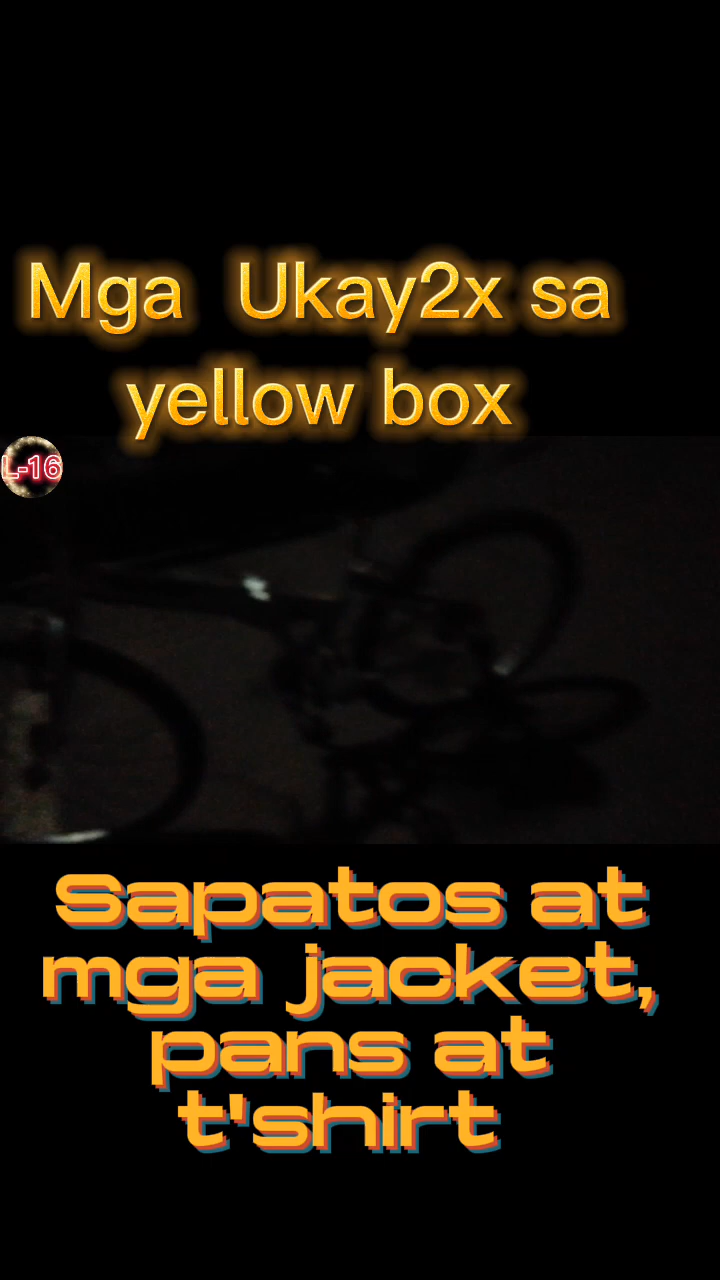 Mga Ukay2x sa
yellow box
L-16
Sapatos at
mga jacket,
pans at
t'shirt